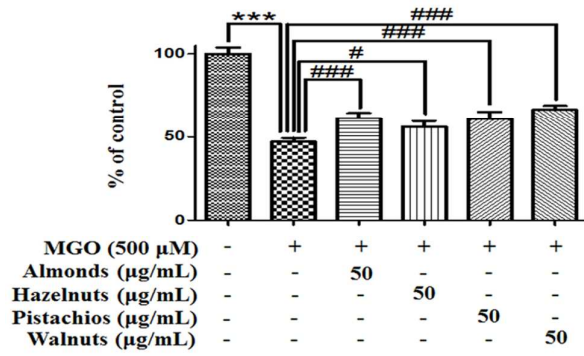 ***
###
###
#
###
% of control
100
50
0
MGO (500 μM) - + + + + +
Almonds (μg/mL) - - 50 - - -
Hazelnuts (μg/mL) - - - 50 - -
Pistachios (μg/mL) - - - - 50 -
Walnuts (μg/mL) - - - - - 50